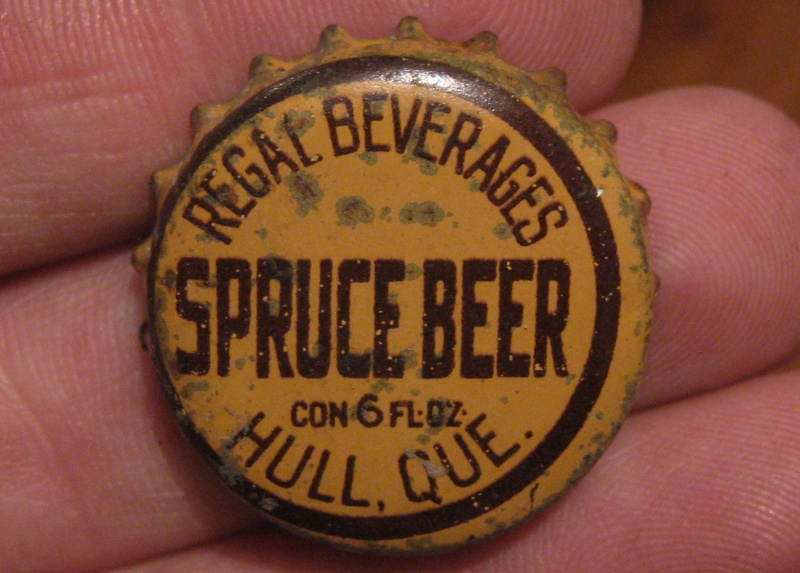 REGAL BEVERAGES
SPRUCE BEER
CON 6 FL. OZ.
HULL, QUE.